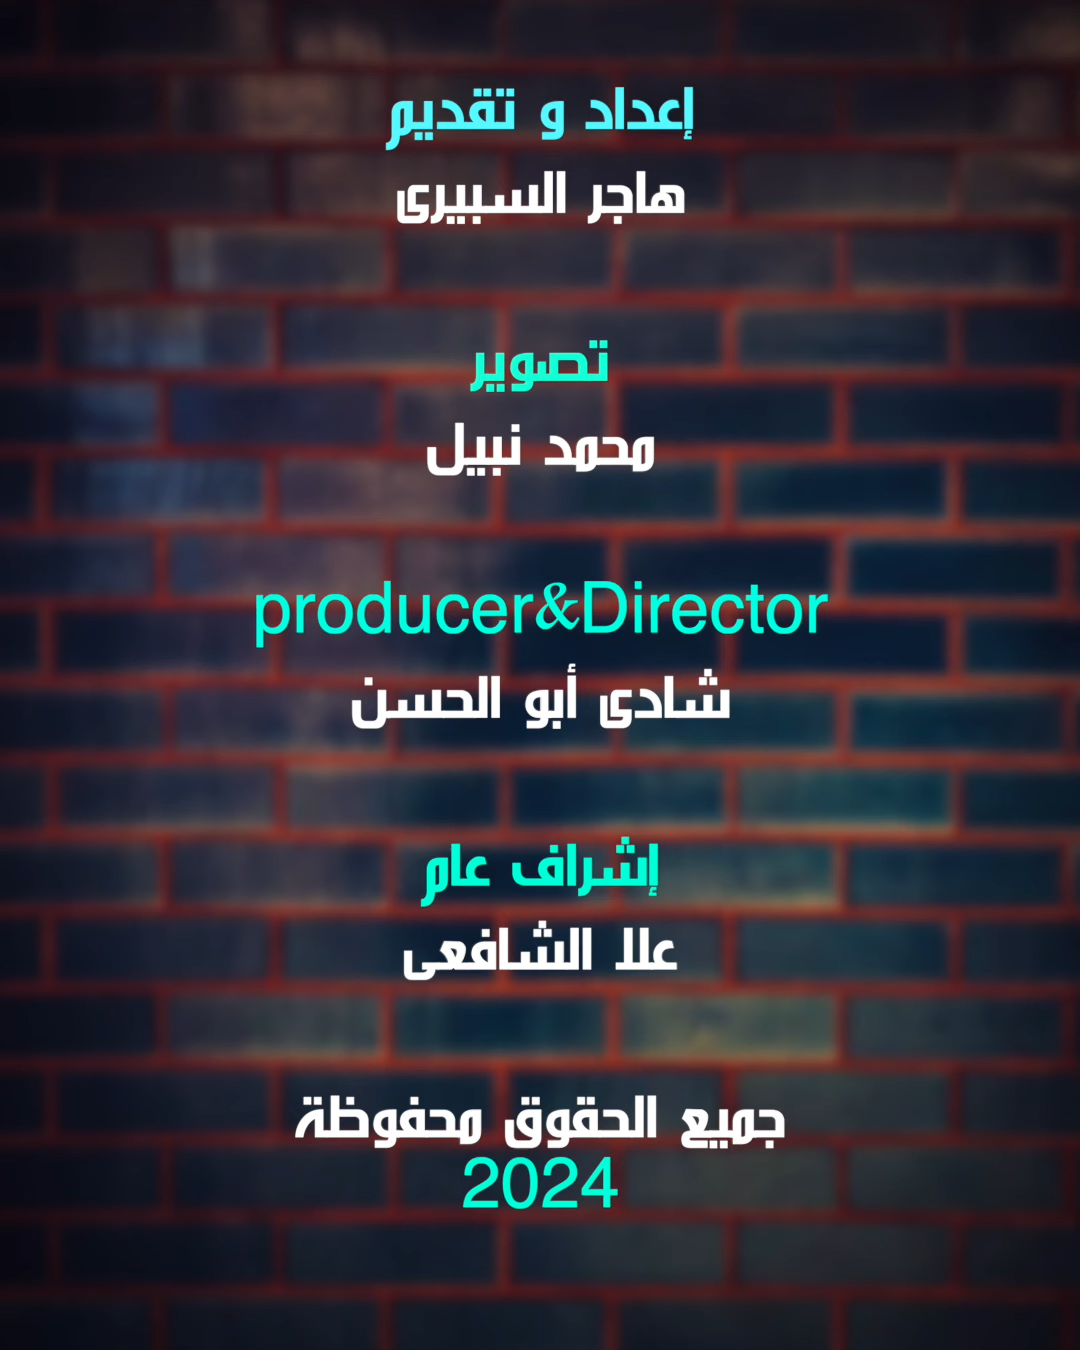 إعداد و تقديم
هاجر السبيرى
تصوير
محمد نبيل
producer&Director
شادى أبو الحسن
إشراف عام
علا الشافعى
جميع الحقوق محفوظة
2024